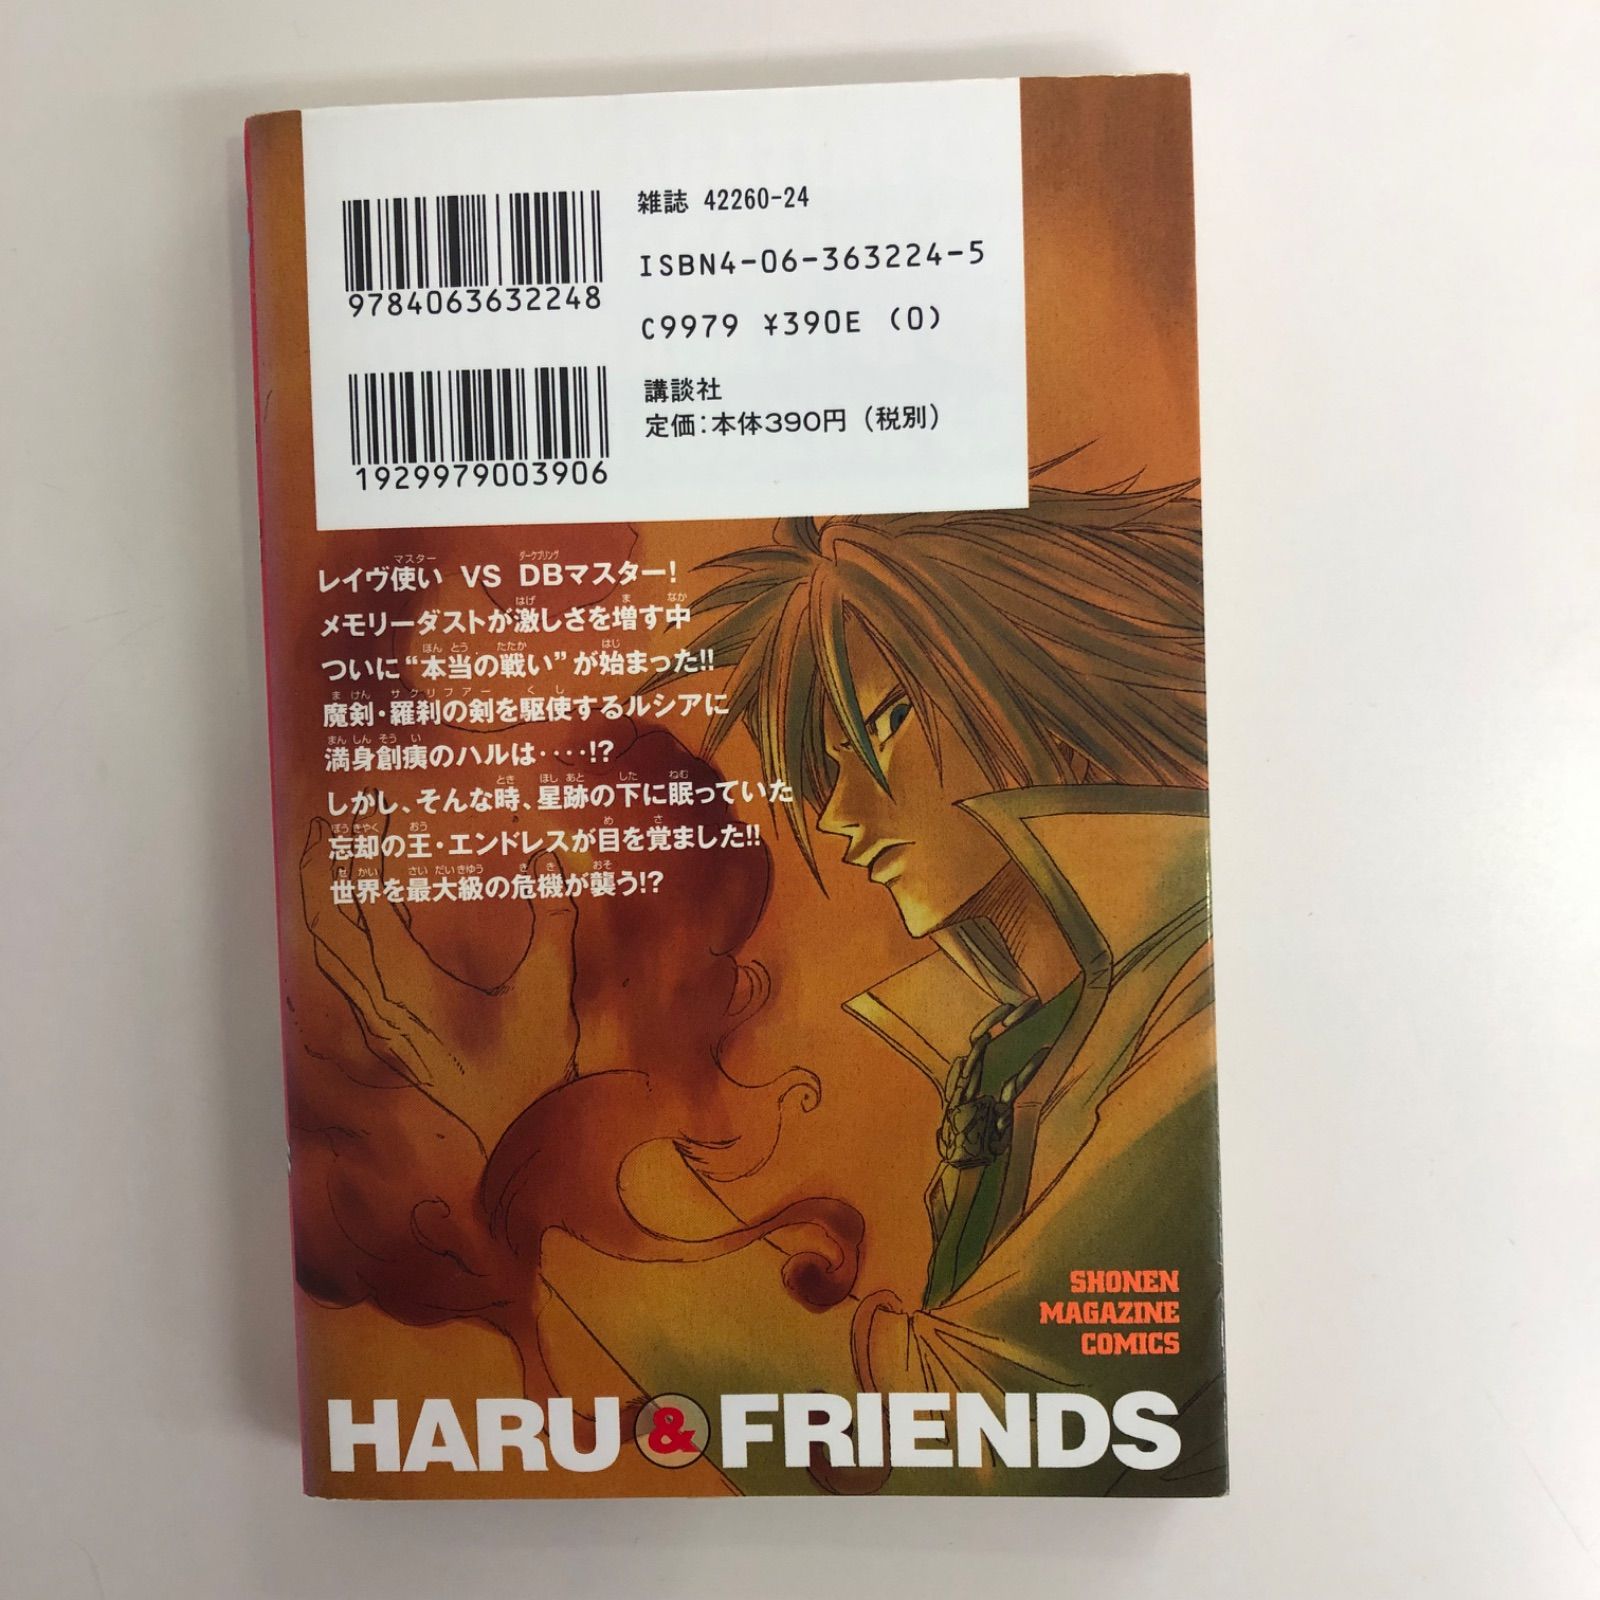 雑誌 42260-24
9784063632248
ISBN4-06-363224-5
C9979 ¥390E (0)
1929979003906
講談社
定価：本体390円（税別）
レイヴ使い VS DBマスター！
メモリーダストが激しさを増す中
ついに“本当の戦い”が始まった!!
魔剣・羅刹の剣を駆使するルシアに
満身創痍のハルは‥‥!?
しかし、そんな時、星跡の下に眠っていた
忘却の王・エンドレスが目を覚ました!!
世界を最大級の危機が襲う!?
SHONEN
MAGAZINE
COMICS
HARU & FRIENDS